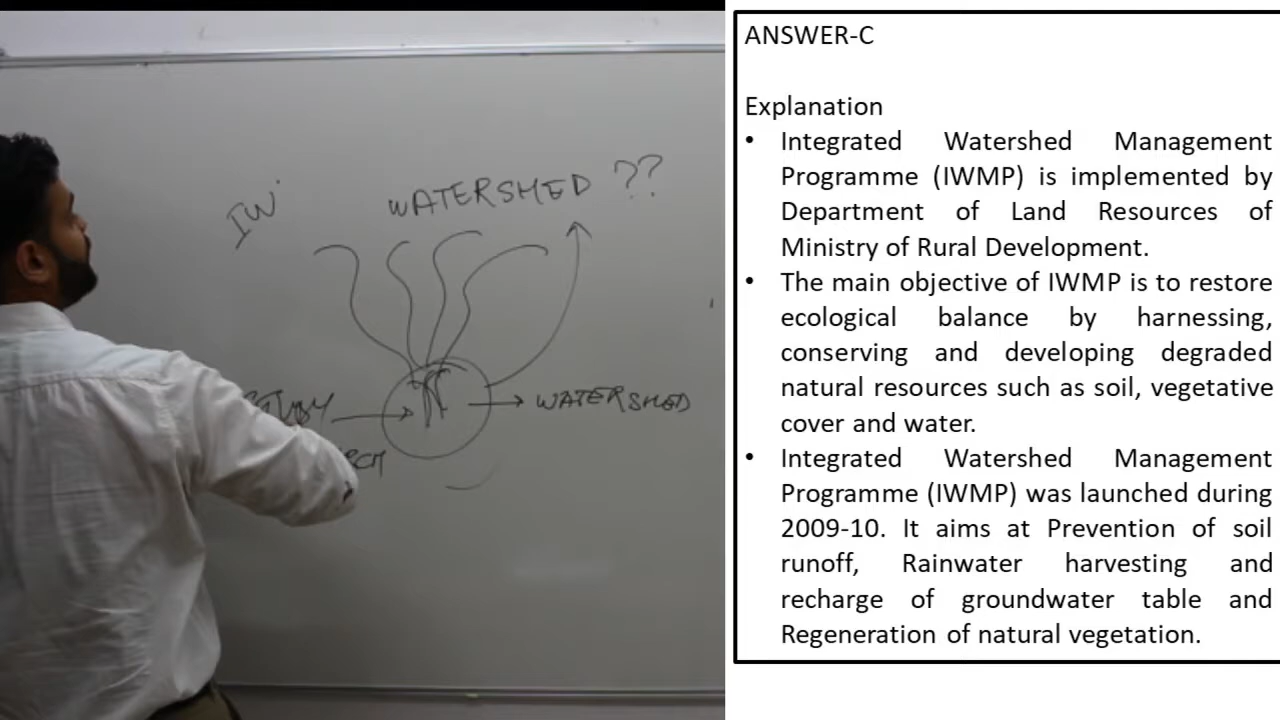 IW
WATERSHED ??
WATERSHED
ANSWER-C
Explanation
• Integrated Watershed Management
Programme (IWMP) is implemented by
Department of Land Resources of
Ministry of Rural Development.
• The main objective of IWMP is to restore
ecological balance by harnessing,
conserving and developing degraded
natural resources such as soil, vegetative
cover and water.
• Integrated Watershed Management
Programme (IWMP) was launched during
2009-10. It aims at Prevention of soil
runoff, Rainwater harvesting and
recharge of groundwater table and
Regeneration of natural vegetation.